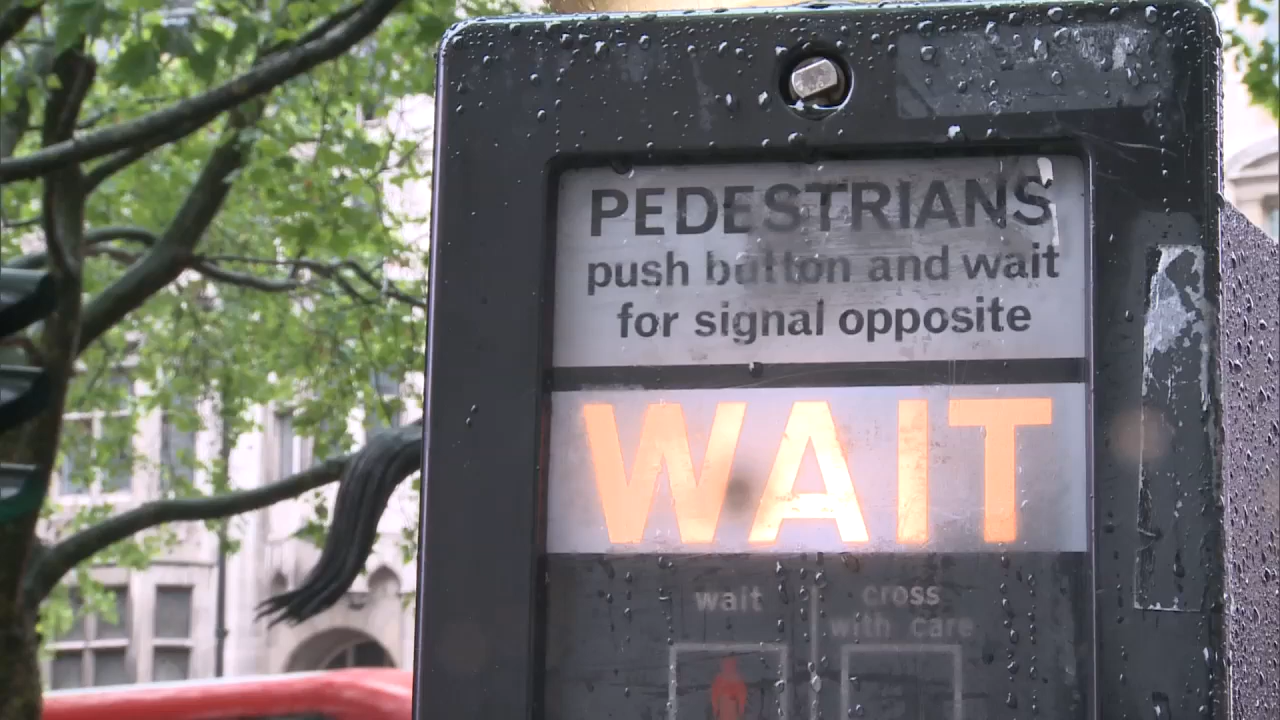 PEDESTRIANS
push button and wait
for signal opposite
WAIT
wait
cross
with care